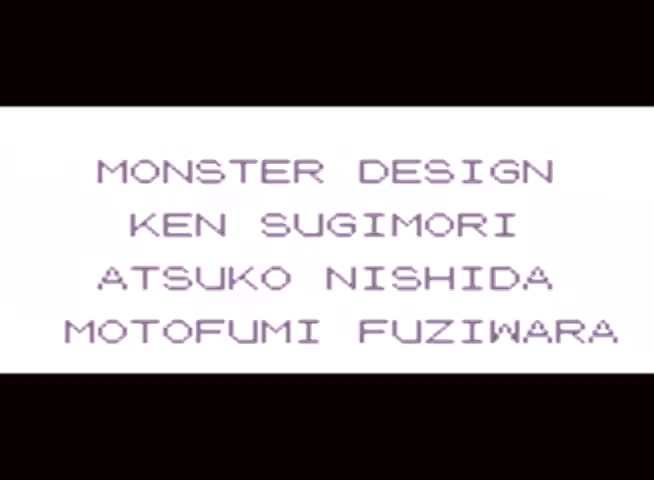 MONSTER DESIGN
KEN SUGIMORI
ATSUKO NISHIDA
MOTOFUMI FUZIWARA